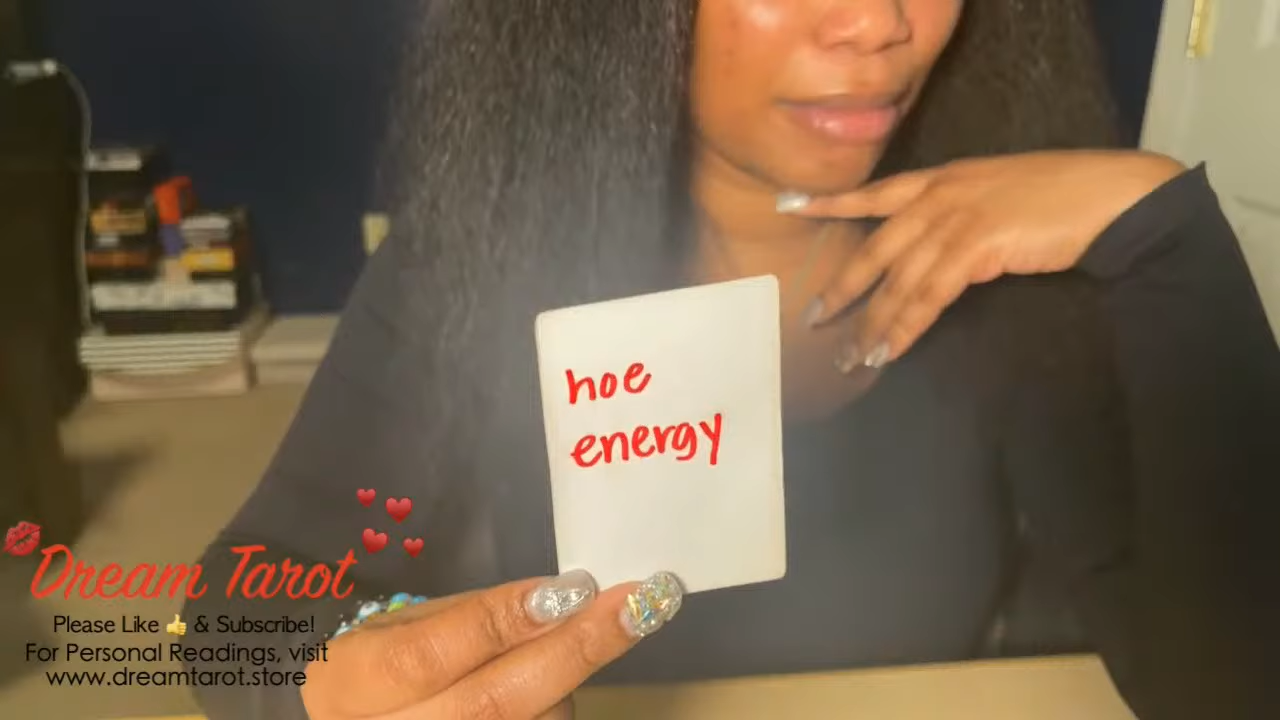 hoe
energy
Dream Tarot
Please Like 👍 & Subscribe!
For Personal Readings, visit
www.dreamtarot.store